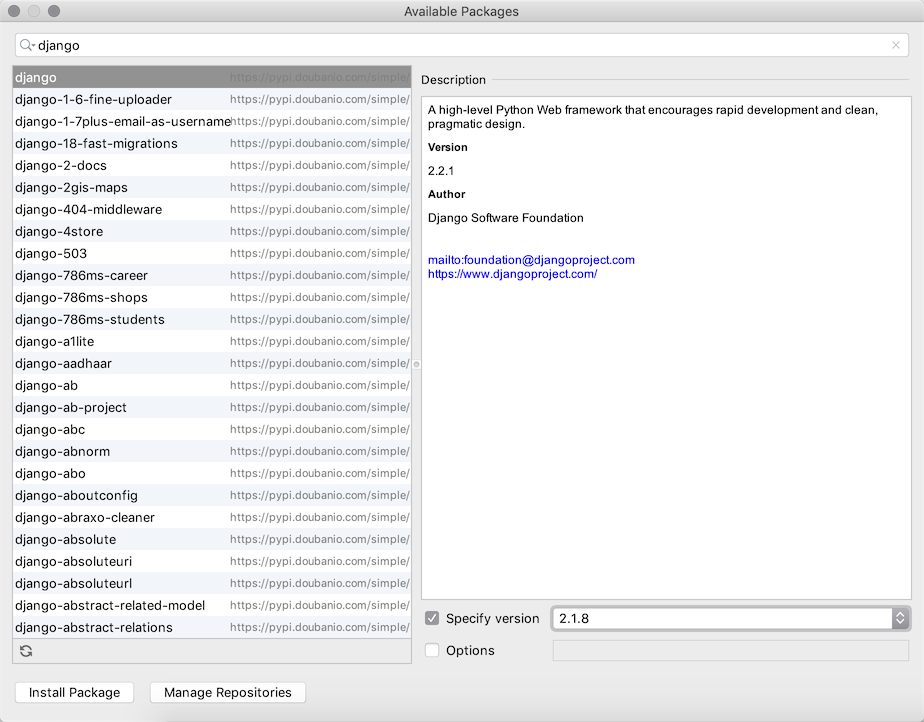 Available Packages
django
django https://pypi.doubanio.com/simple/
django-1-6-fine-uploader https://pypi.doubanio.com/simple/
django-1-7plus-email-as-username https://pypi.doubanio.com/simple/
django-18-fast-migrations https://pypi.doubanio.com/simple/
django-2-docs https://pypi.doubanio.com/simple/
django-2gis-maps https://pypi.doubanio.com/simple/
django-404-middleware https://pypi.doubanio.com/simple/
django-4store https://pypi.doubanio.com/simple/
django-503 https://pypi.doubanio.com/simple/
django-786ms-career https://pypi.doubanio.com/simple/
django-786ms-shops https://pypi.doubanio.com/simple/
django-786ms-students https://pypi.doubanio.com/simple/
django-a1lite https://pypi.doubanio.com/simple/
django-aadhaar https://pypi.doubanio.com/simple/
django-ab https://pypi.doubanio.com/simple/
django-ab-project https://pypi.doubanio.com/simple/
django-abc https://pypi.doubanio.com/simple/
django-abnorm https://pypi.doubanio.com/simple/
django-abo https://pypi.doubanio.com/simple/
django-aboutconfig https://pypi.doubanio.com/simple/
django-abraxo-cleaner https://pypi.doubanio.com/simple/
django-absolute https://pypi.doubanio.com/simple/
django-absoluteuri https://pypi.doubanio.com/simple/
django-absoluteurl https://pypi.doubanio.com/simple/
django-abstract-related-model https://pypi.doubanio.com/simple/
django-abstract-relations https://pypi.doubanio.com/simple/
Description
A high-level Python Web framework that encourages rapid development and clean,
pragmatic design.
Version
2.2.1
Author
Django Software Foundation
mailto:foundation@djangoproject.com
https://www.djangoproject.com/
Specify version 2.1.8
Options
Install Package Manage Repositories